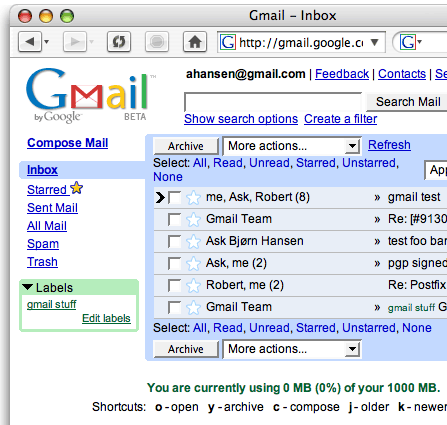 Gmail – Inbox
http://gmail.google.c
G
ahansen@gmail.com | Feedback | Contacts | Se
Gmail™
by Google BETA
Search Mail
Show search options Create a filter
Compose Mail
Archive More actions... Refresh
Select: All, Read, Unread, Starred, Unstarred,
None
App
Inbox
Starred
Sent Mail
All Mail
Spam
Trash
Labels
gmail stuff
Edit labels
me, Ask, Robert (8) » gmail test
Gmail Team » Re: [#9130
Ask Bjørn Hansen » test foo bar
Ask, me (2) » pgp signed
Robert, me (2) Re: Postfix
Gmail Team » gmail stuff G
Select: All, Read, Unread, Starred, Unstarred, None
Archive More actions...
You are currently using 0 MB (0%) of your 1000 MB.
Shortcuts: o - open y - archive c - compose j - older k - newer